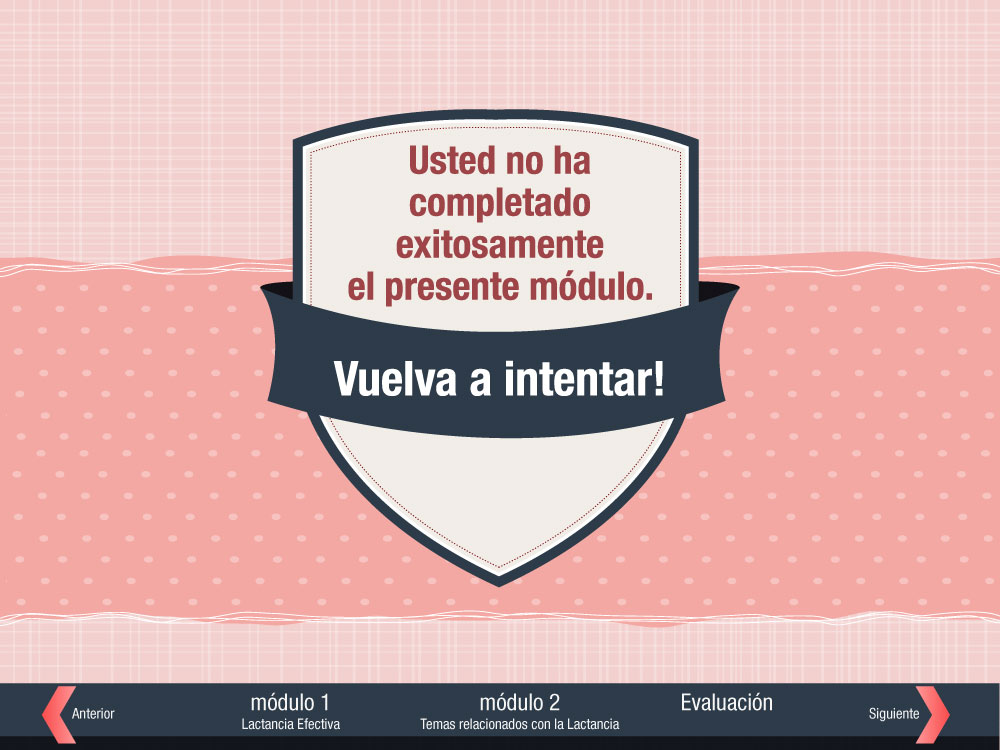 Usted no ha
completado
exitosamente
el presente módulo.
Vuelva a intentar!
Anterior
módulo 1
Lactancia Efectiva
módulo 2
Temas relacionados con la Lactancia
Evaluación
Siguiente